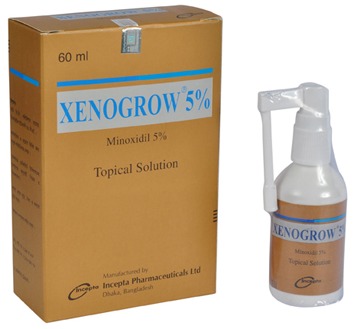 60 ml
XENOGROW® 5%
Minoxidil 5%
Topical Solution
Manufactured by
Incepta Pharmaceuticals Ltd
Dhaka, Bangladesh
Incepta
XENOGROW® 5%
Minoxidil 5%
Topical Solution
Incepta